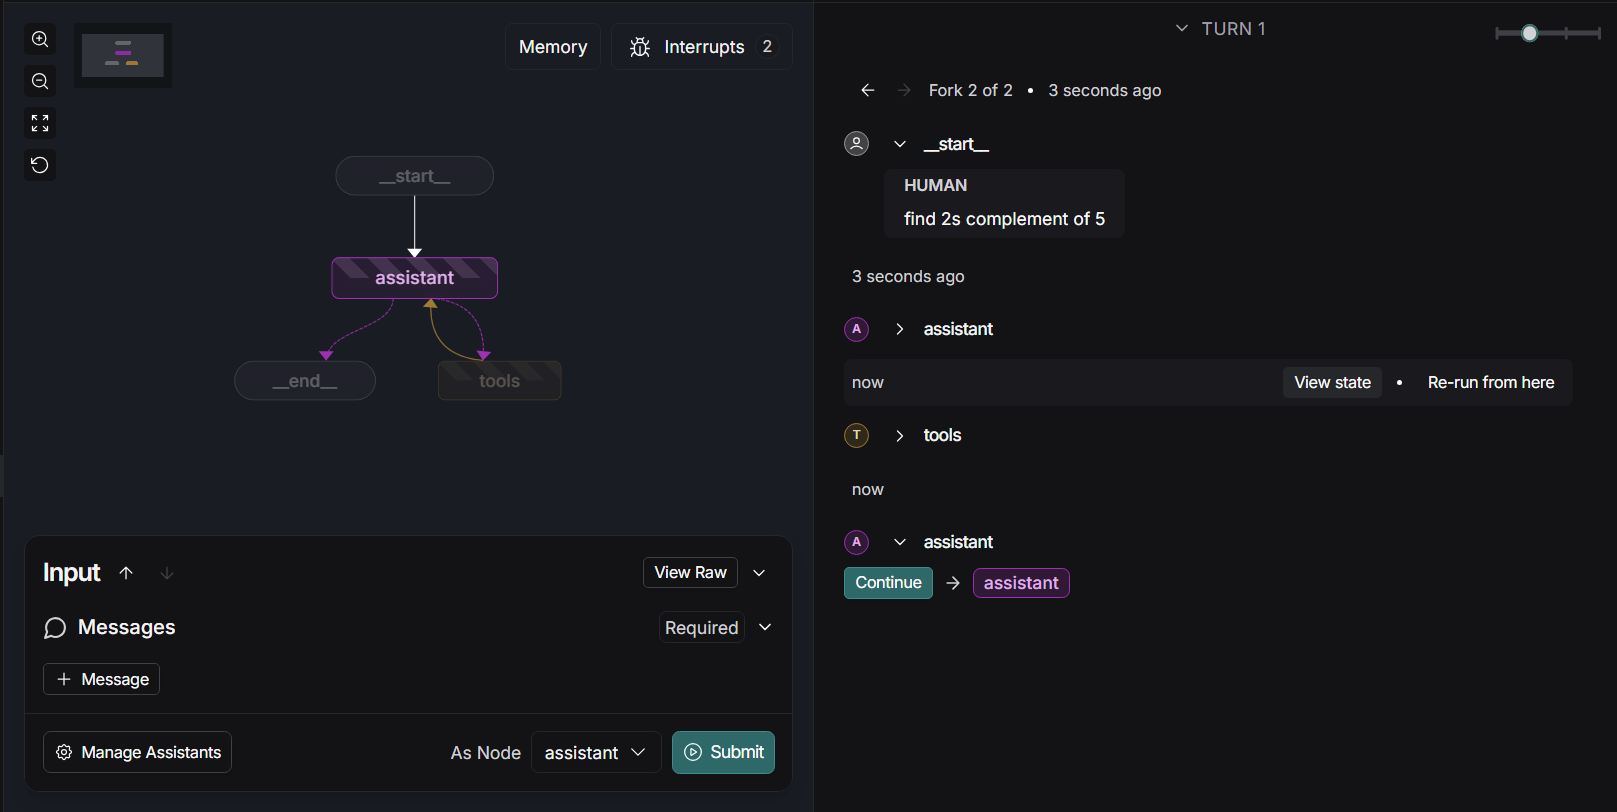 Memory
Interrupts 2
__start__
assistant
__end__
tools
Input
View Raw
Messages
Required
+ Message
Manage Assistants
As Node
assistant
Submit
TURN 1
Fork 2 of 2 • 3 seconds ago
__start__
HUMAN
find 2s complement of 5
3 seconds ago
A assistant
now
View state • Re-run from here
T tools
now
A assistant
Continue → assistant